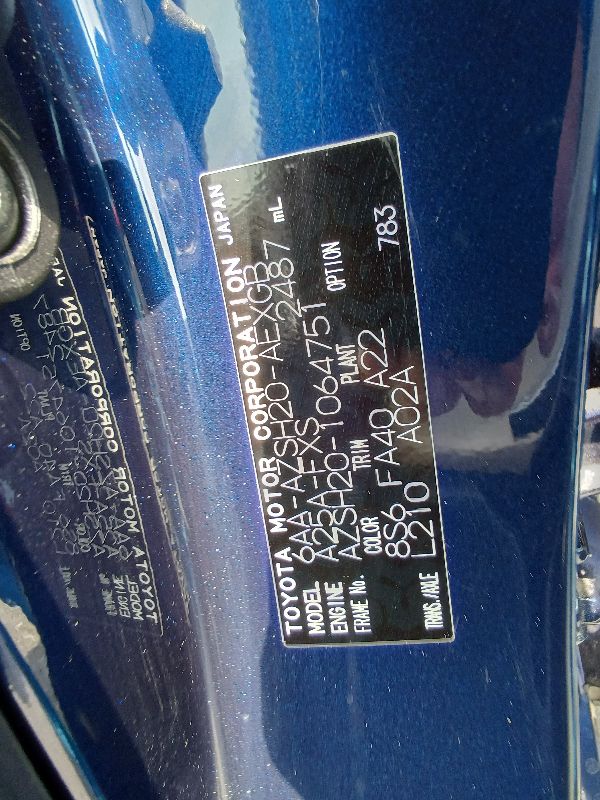 TOYOTA MOTOR CORPORATION JAPAN
MODEL 6AA-AZSH20-AEXGB
ENGINE A25A-FXS 2487 mL
FRAME No. AZSH20-1064751
COLOR TRIM PLANT OPTION
8S6 FA40 A22 783
TRANS./AXLE L210 A02A